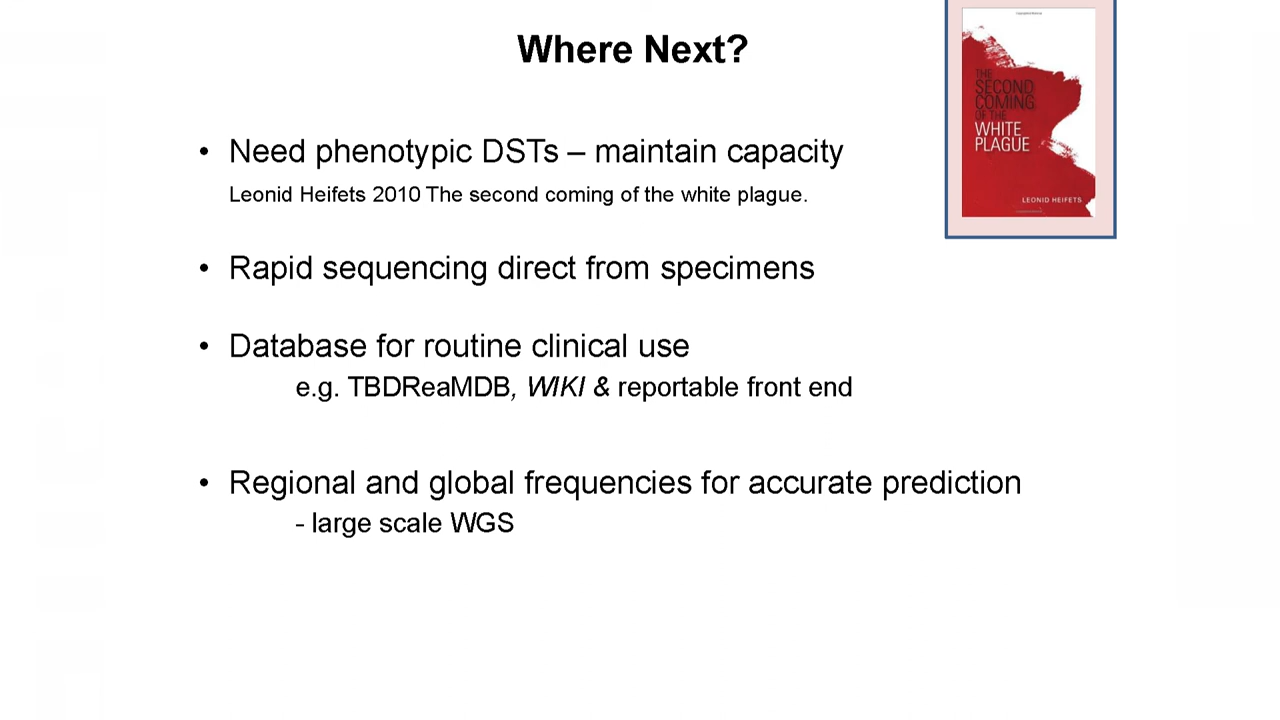 Where Next?
THE
SECOND
COMING
OF THE
WHITE
PLAGUE
LEONID HEIFETS
• Need phenotypic DSTs – maintain capacity
Leonid Heifets 2010 The second coming of the white plague.
• Rapid sequencing direct from specimens
• Database for routine clinical use
e.g. TBDReaMDB, WIKI & reportable front end
• Regional and global frequencies for accurate prediction
- large scale WGS